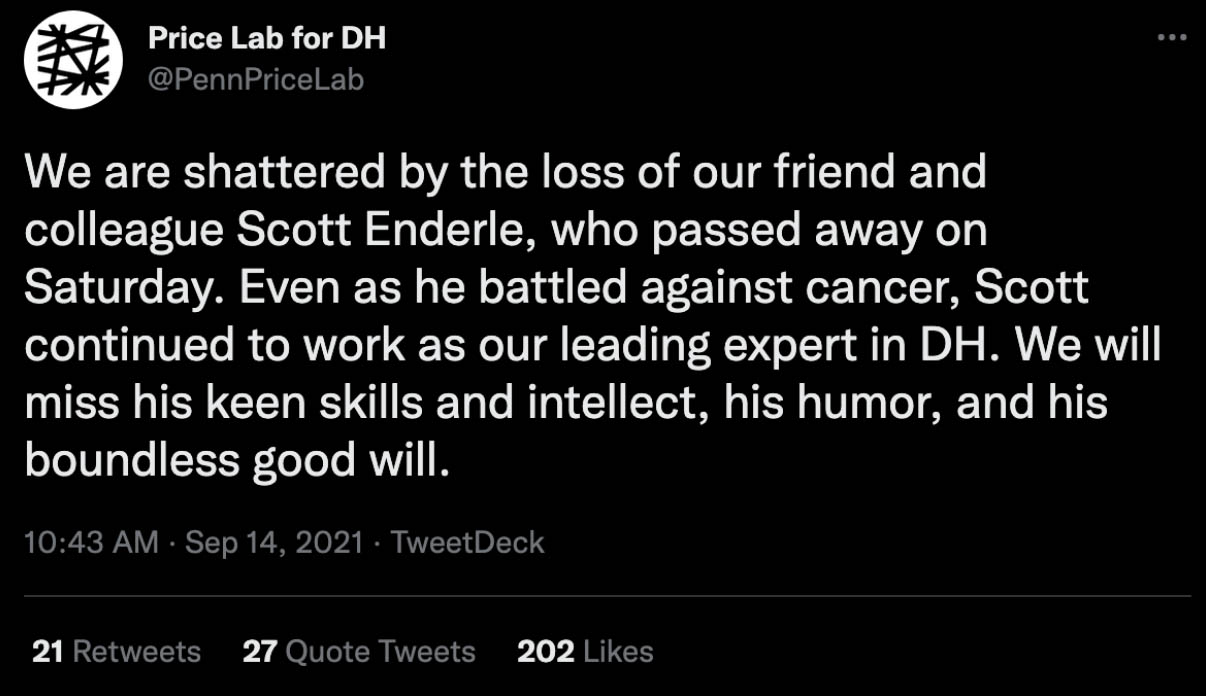 Price Lab for DH
@PennPriceLab
We are shattered by the loss of our friend and
colleague Scott Enderle, who passed away on
Saturday. Even as he battled against cancer, Scott
continued to work as our leading expert in DH. We will
miss his keen skills and intellect, his humor, and his
boundless good will.
10:43 AM · Sep 14, 2021 · TweetDeck
21 Retweets 27 Quote Tweets 202 Likes